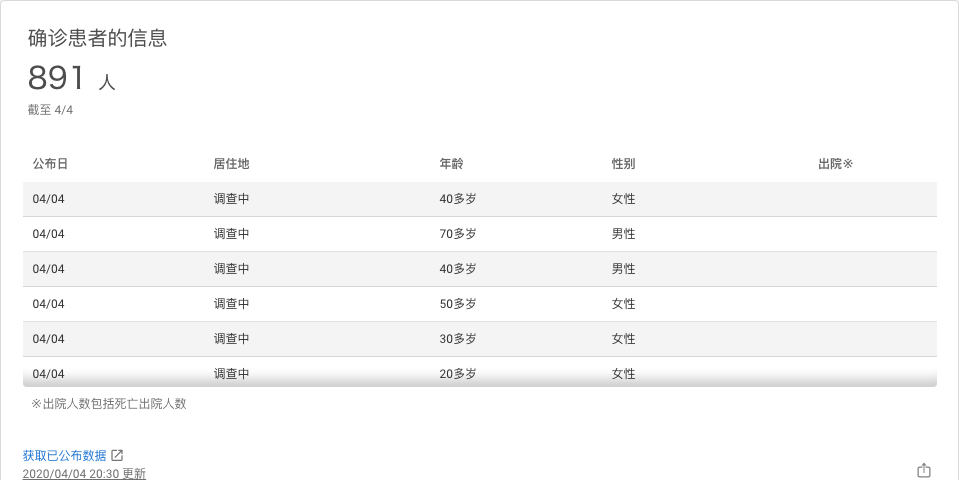 确诊患者的信息
891 人
截至 4/4
公布日 居住地 年龄 性别 出院※
04/04 调查中 40多岁 女性
04/04 调查中 70多岁 男性
04/04 调查中 40多岁 男性
04/04 调查中 50多岁 女性
04/04 调查中 30多岁 女性
04/04 调查中 20多岁 女性
※出院人数包括死亡出院人数
获取已公布数据
2020/04/04 20:30 更新